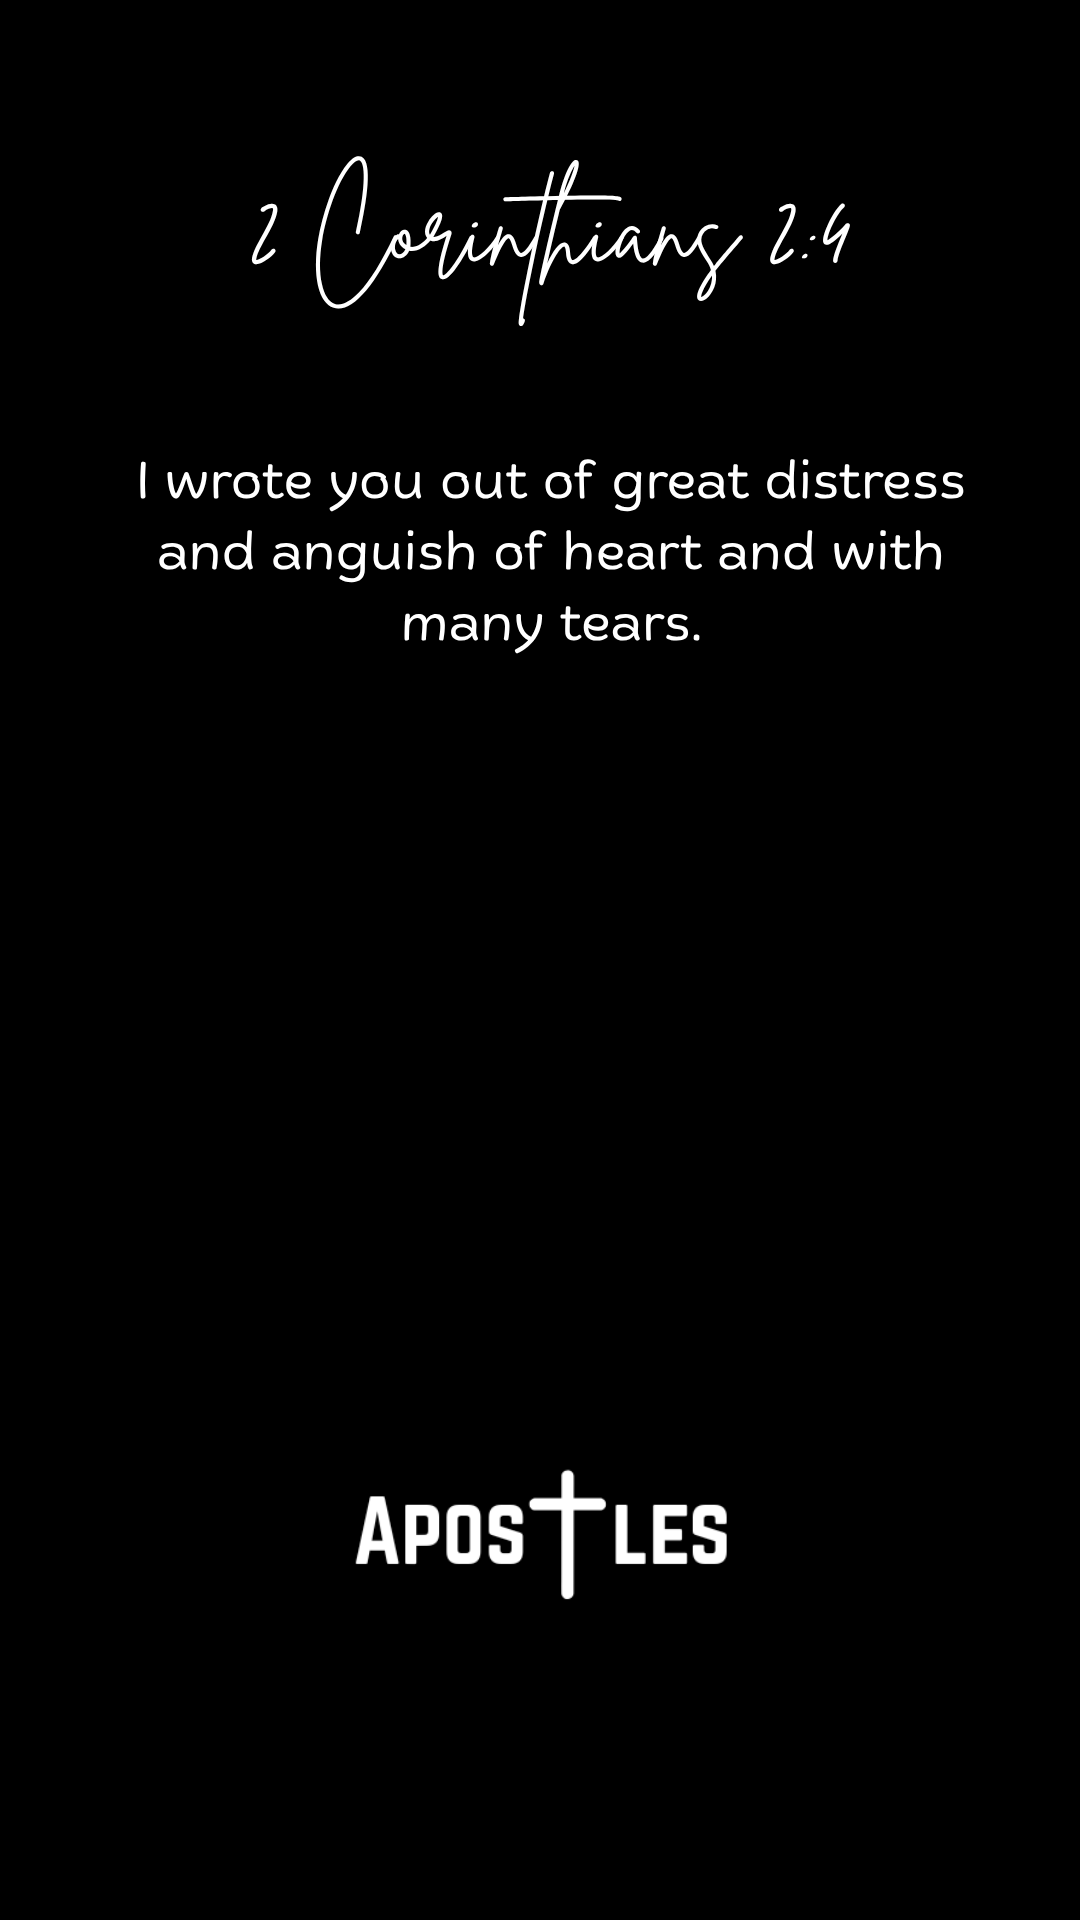 2 Corinthians 2:4
I wrote you out of great distress
and anguish of heart and with
many tears.
APOSTLES